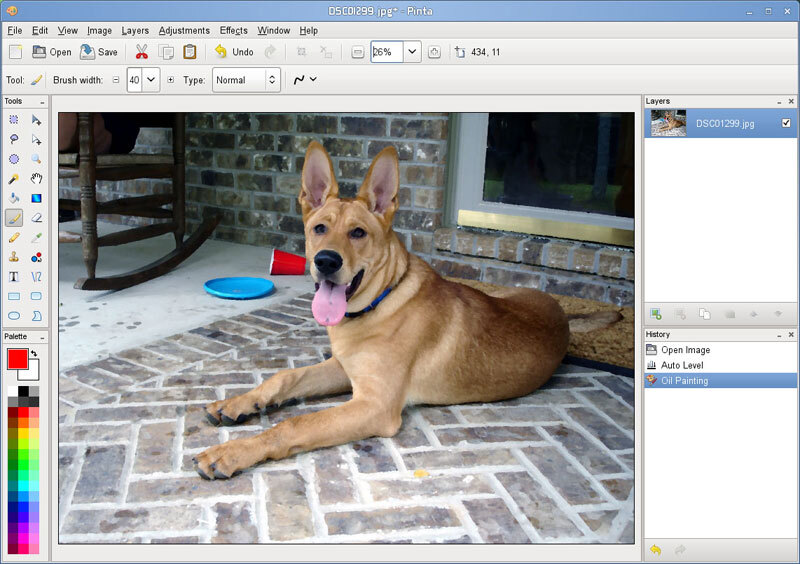 DSC01299.jpg* - Pinta
File Edit View Image Layers Adjustments Effects Window Help
Open Save Undo 26% 434, 11
Tool: Brush width: 40 Type: Normal
Tools
Layers
DSC01299.jpg
Palette
History
Open Image
Auto Level
Oil Painting